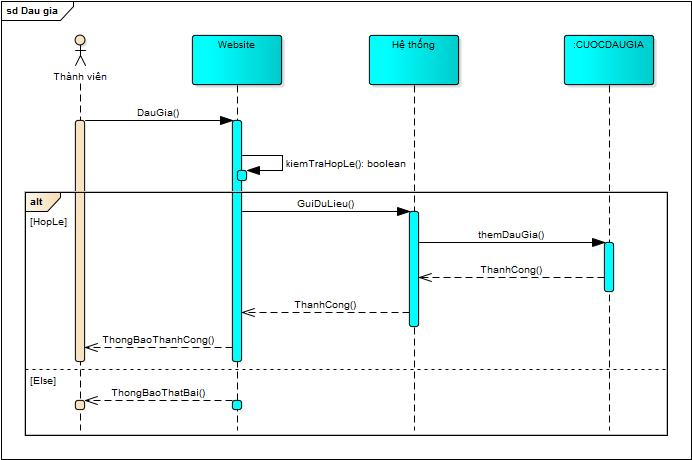 sd Dau gia
Thành viên
Website
Hệ thống
:CUOCDAUGIA
DauGia()
kiemTraHopLe(): boolean
alt
[HopLe]
GuiDuLieu()
themDauGia()
ThanhCong()
ThanhCong()
ThongBaoThanhCong()
[Else]
ThongBaoThatBai()